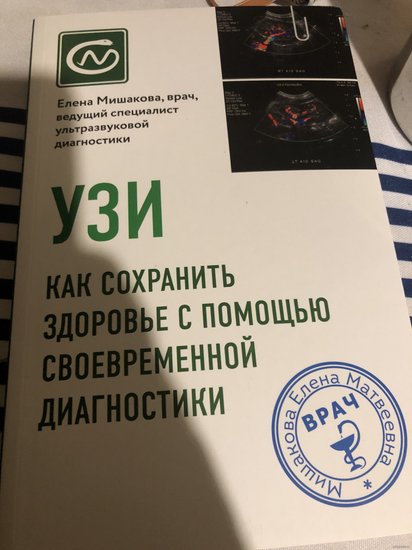 Елена Мишакова, врач,
ведущий специалист
ультразвуковой
диагностики
УЗИ
КАК СОХРАНИТЬ
ЗДОРОВЬЕ С ПОМОЩЬЮ
СВОЕВРЕМЕННОЙ
ДИАГНОСТИКИ
Мишакова Елена Матвеевна
ВРАЧ
*